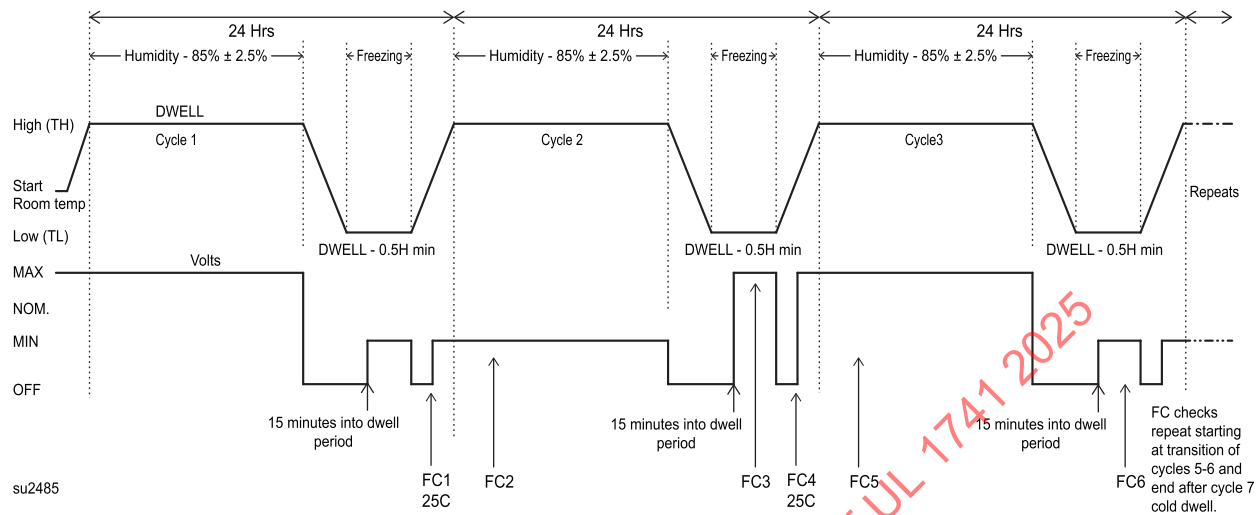 24 Hrs
24 Hrs
24 Hrs
Humidity - 85% ± 2.5%
Freezing
Humidity - 85% ± 2.5%
Freezing
Humidity - 85% ± 2.5%
Freezing
High (TH)
DWELL
Cycle 1
Cycle 2
Cycle3
Start
Room temp
Repeats
Low (TL)
DWELL - 0.5H min
DWELL - 0.5H min
DWELL - 0.5H min
MAX
Volts
NOM.
MIN
OFF
15 minutes into dwell
period
15 minutes into dwell
period
15 minutes into dwell
period
FC checks
repeat starting
at transition of
cycles 5-6 and
end after cycle 7
cold dwell.
FC1
25C
FC2
FC3
FC4
25C
FC5
FC6
su2485
UL 1741 2025